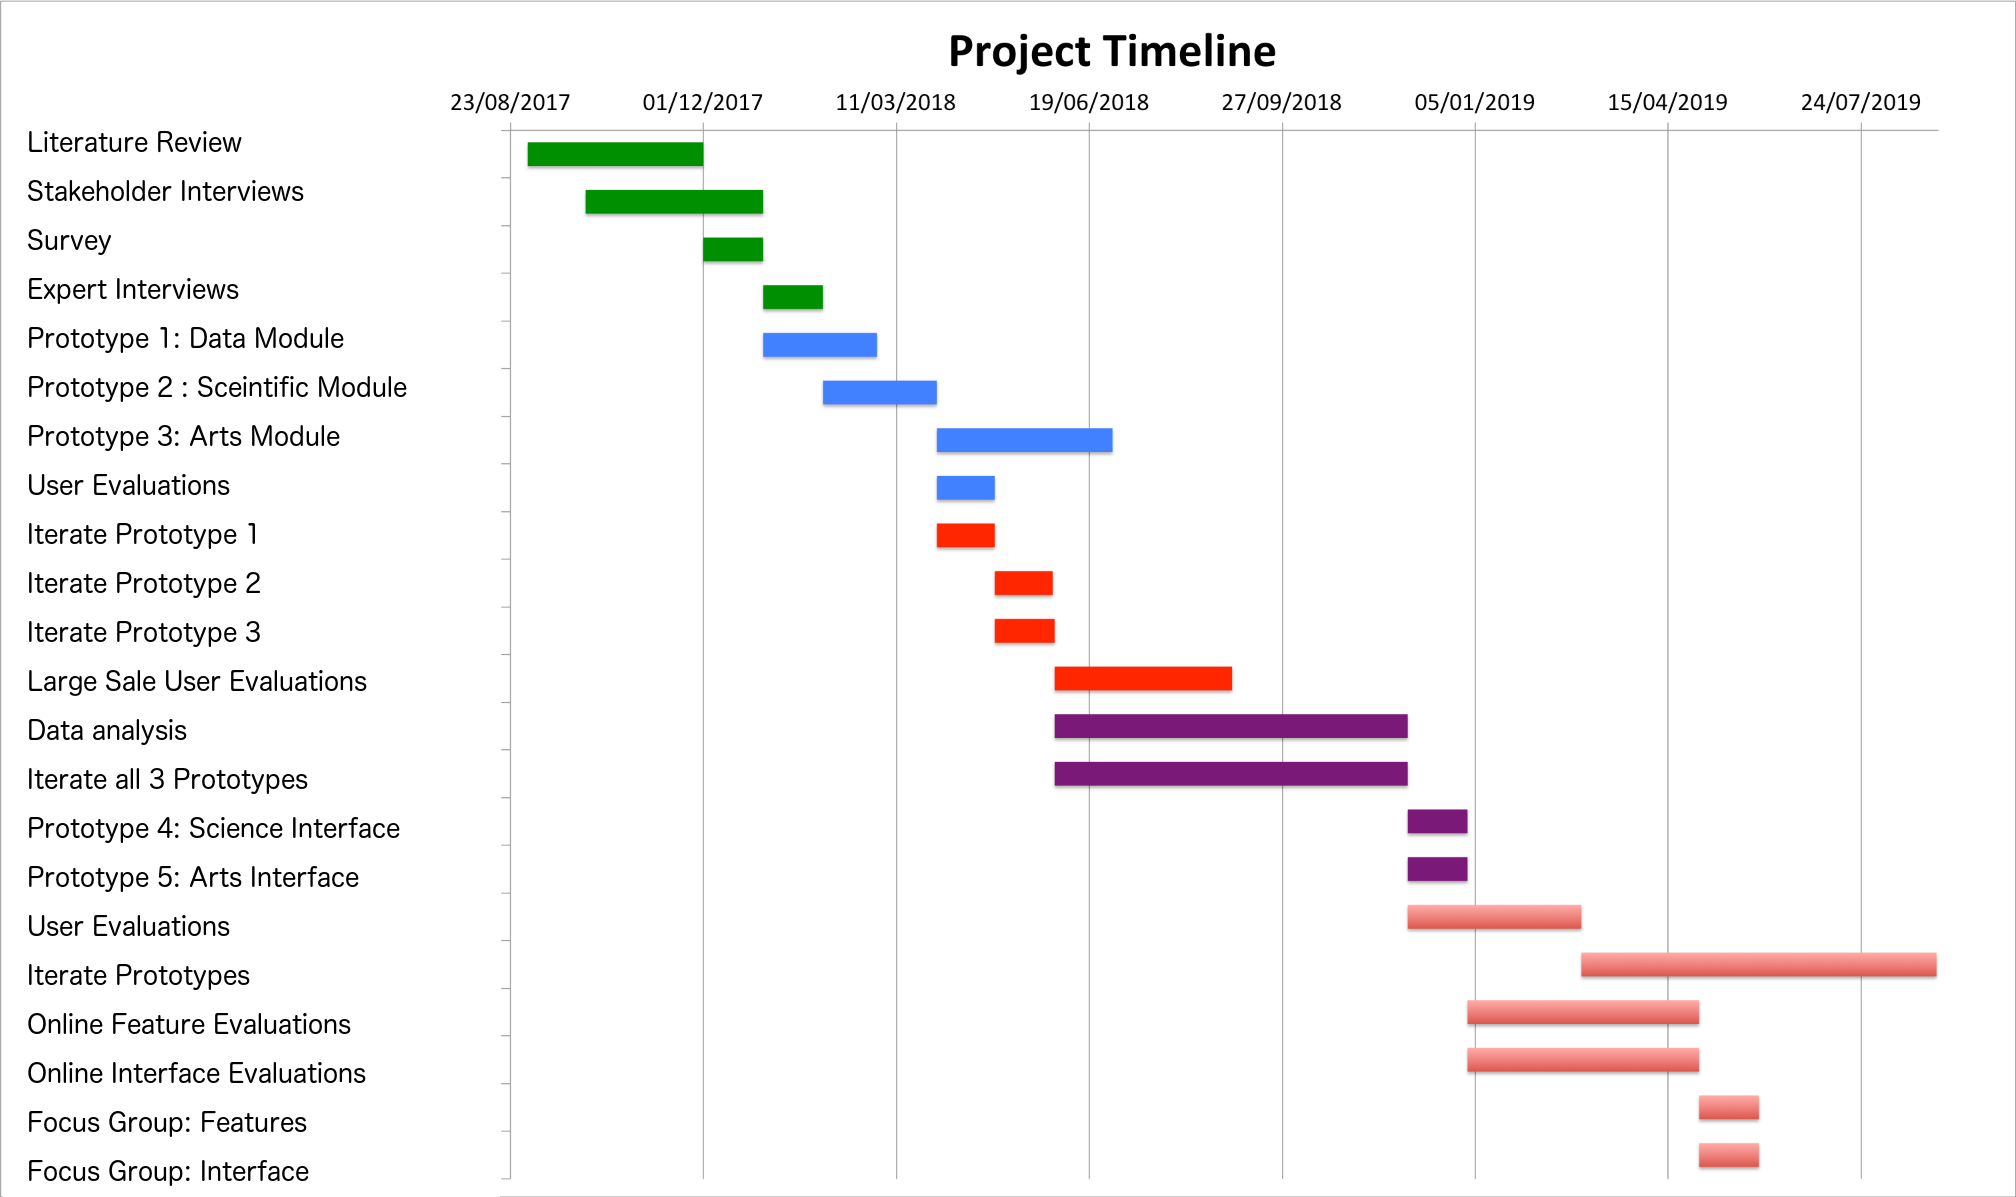 Project Timeline
23/08/2017 01/12/2017 11/03/2018 19/06/2018 27/09/2018 05/01/2019 15/04/2019 24/07/2019
Literature Review
Stakeholder Interviews
Survey
Expert Interviews
Prototype 1: Data Module
Prototype 2 : Sceintific Module
Prototype 3: Arts Module
User Evaluations
Iterate Prototype 1
Iterate Prototype 2
Iterate Prototype 3
Large Sale User Evaluations
Data analysis
Iterate all 3 Prototypes
Prototype 4: Science Interface
Prototype 5: Arts Interface
User Evaluations
Iterate Prototypes
Online Feature Evaluations
Online Interface Evaluations
Focus Group: Features
Focus Group: Interface